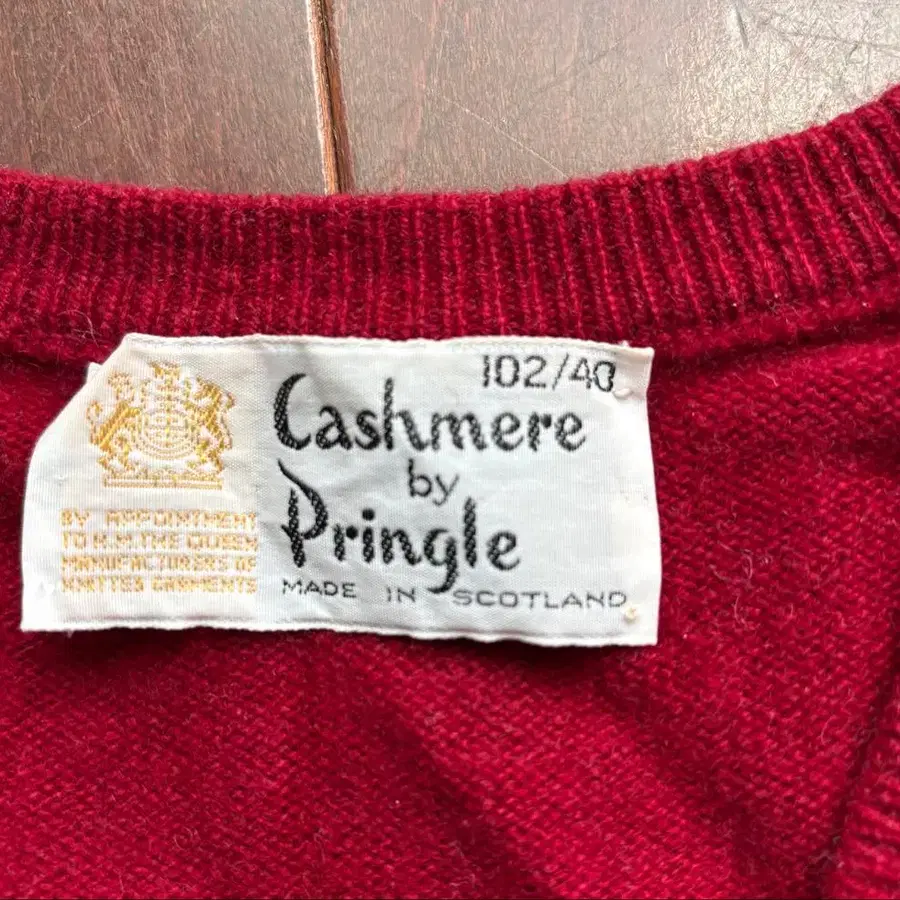 102/40
Cashmere
by
Pringle
MADE IN SCOTLAND
BY APPOINTMENT
TO H.M. THE QUEEN
MANUFACTURERS OF
KNITTED GARMENTS